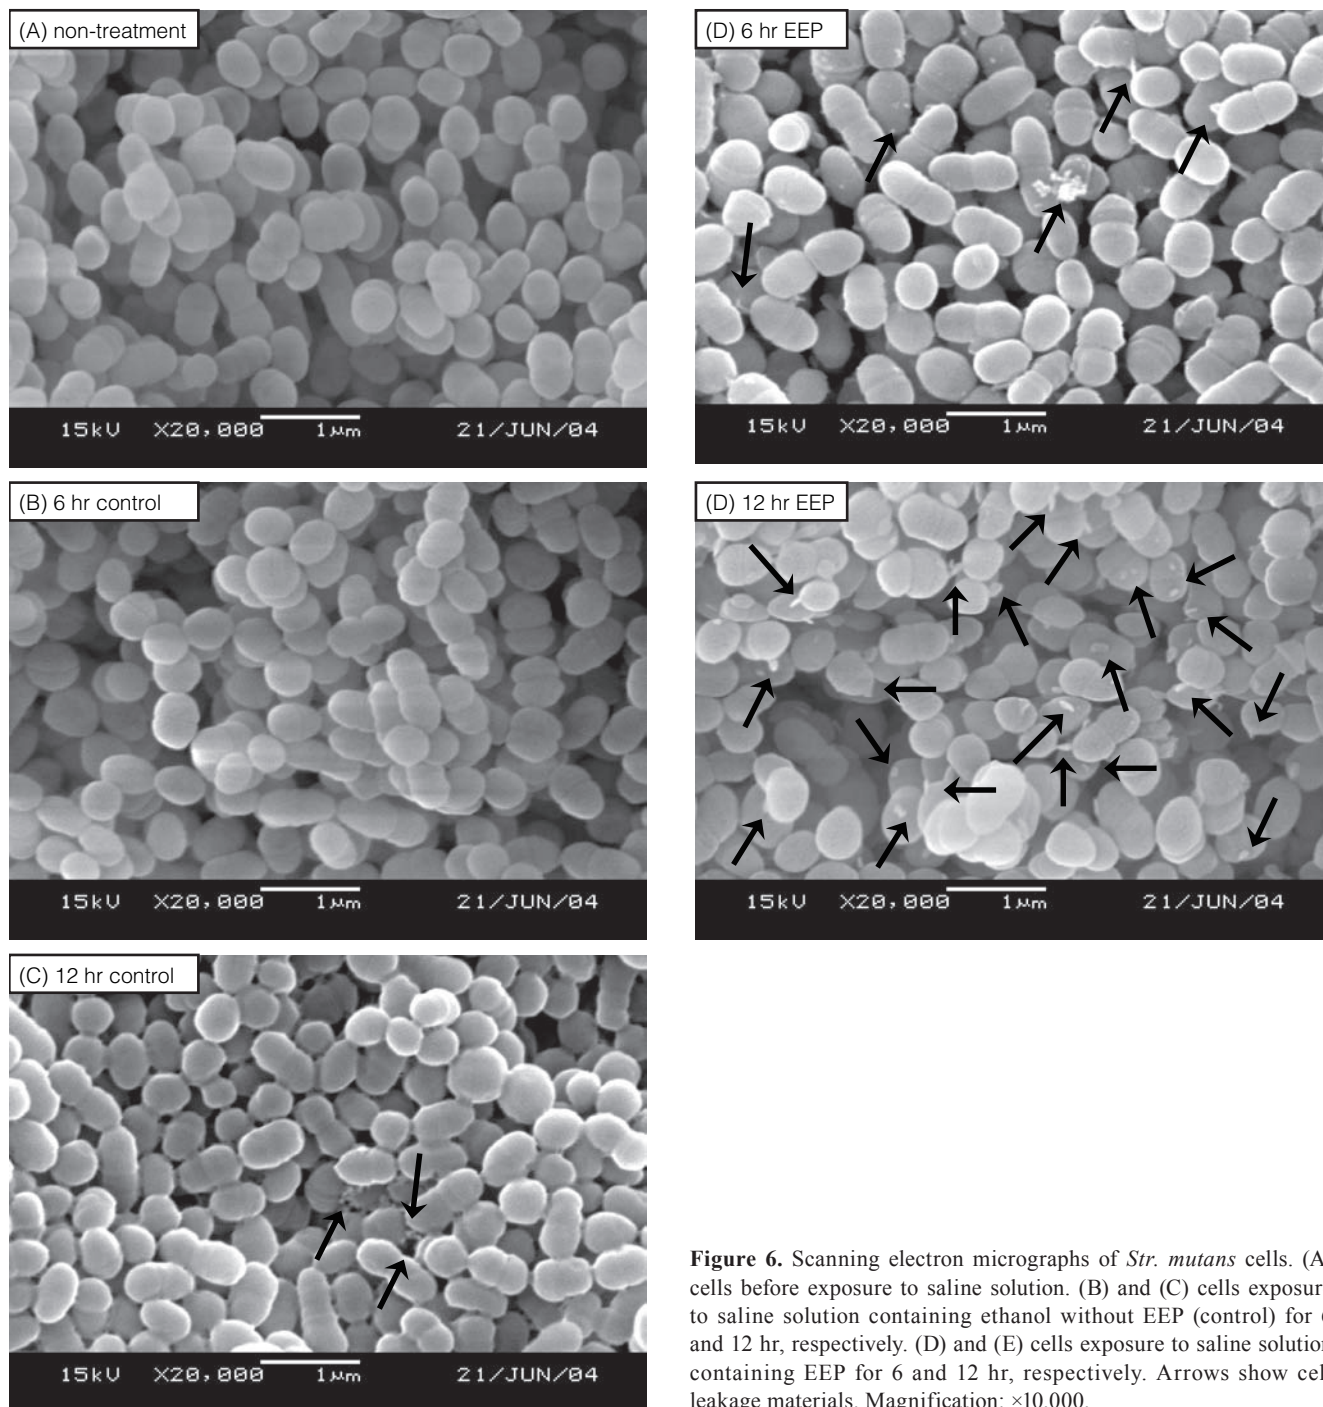 (A) non-treatment
15kV X20,000 1μm 21/JUN/04
(B) 6 hr control
15kV X20,000 1μm 21/JUN/04
(C) 12 hr control
15kV X20,000 1μm 21/JUN/04
(D) 6 hr EEP
15kV X20,000 1μm 21/JUN/04
(D) 12 hr EEP
15kV X20,000 1μm 21/JUN/04
Figure 6. Scanning electron micrographs of Str. mutans cells. (A
cells before exposure to saline solution. (B) and (C) cells exposur
to saline solution containing ethanol without EEP (control) for
and 12 hr, respectively. (D) and (E) cells exposure to saline solution
containing EEP for 6 and 12 hr, respectively. Arrows show cel
leakage materials. Magnification: ×10,000.